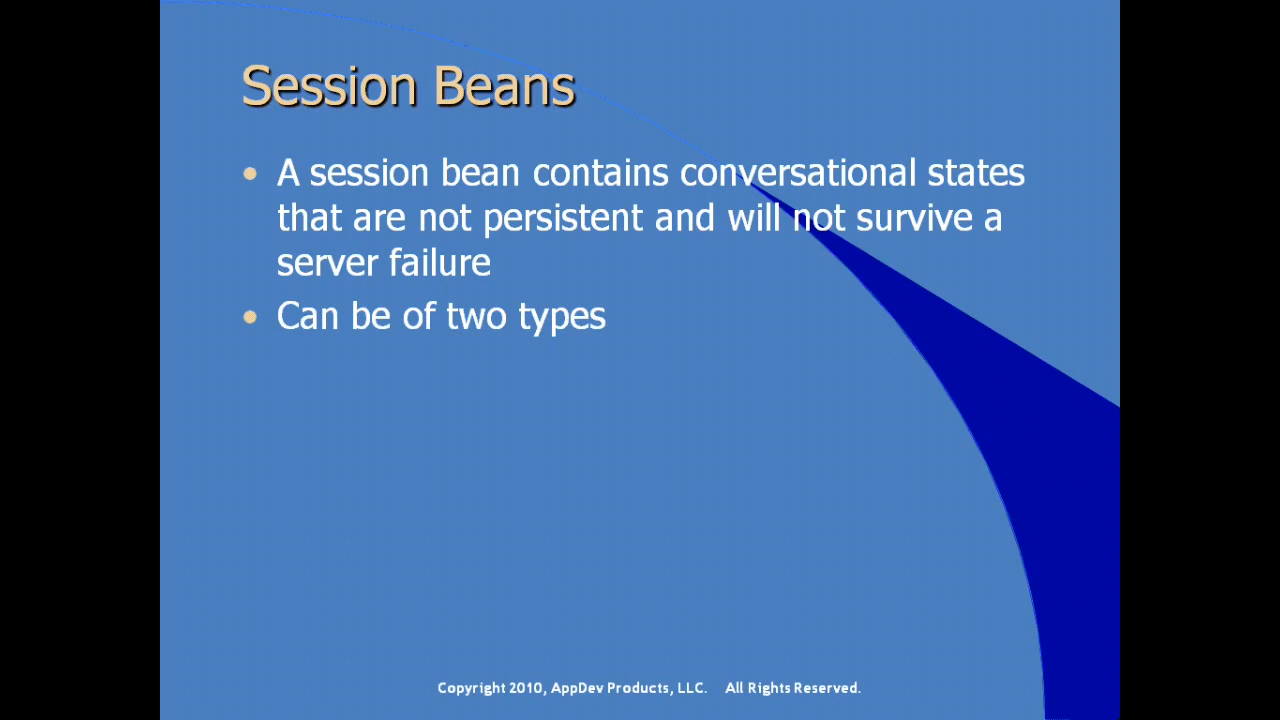 Session Beans
• A session bean contains conversational states
that are not persistent and will not survive a
server failure
• Can be of two types
Copyright 2010, AppDev Products, LLC. All Rights Reserved.